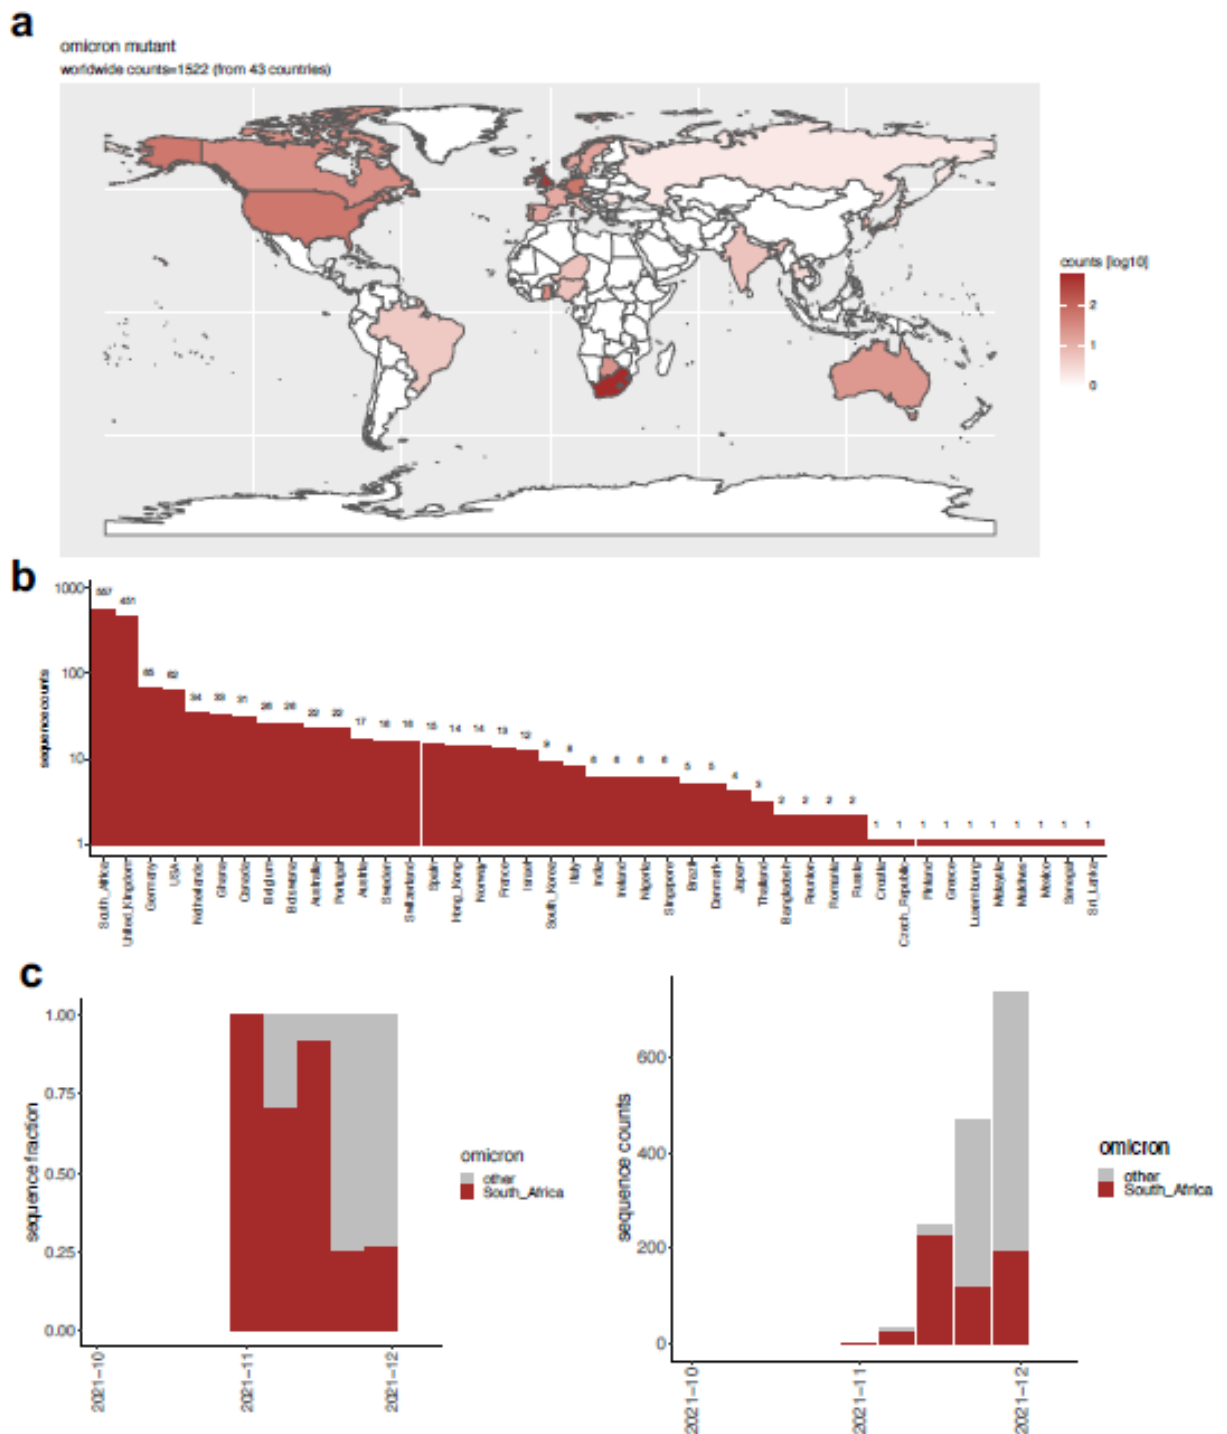 a
omicron mutant
worldwide counts=1522 (from 43 countries)
counts [log10]
2
1
0
b
sequence counts
1000
100
10
1
557 451 65 62 34 33 31 26 26 22 22 17 16 16 15 14 14 13 12 9 8 6 6 6 6 5 5 4 3 2 2 2 2 1 1 1 1 1 1 1 1 1 1
South_Africa United_Kingdom Germany USA Netherlands Ghana Canada Belgium Botswana Australia Portugal Austria Sweden Switzerland Spain Hong_Kong Norway France Israel South_Korea Italy India Ireland Nigeria Singapore Brazil Denmark Japan Thailand Bangladesh Reunion Romania Russia Croatia Czech_Republic Finland Greece Luxembourg Malaysia Maldives Mexico Senegal Sri_Lanka
c
sequence fraction
1.00
0.75
0.50
0.25
0.00
2021-10 2021-11 2021-12
omicron
other
South_Africa
sequence counts
600
400
200
0
2021-10 2021-11 2021-12
omicron
other
South_Africa